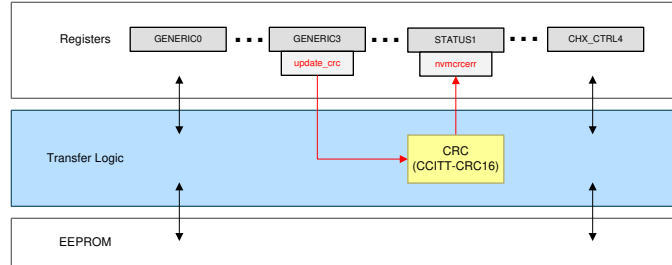 Registers
GENERIC0
GENERIC3
STATUS1
CHX_CTRL4
update_crc
nvmcrcerr
Transfer Logic
CRC
(CCITT-CRC16)
EEPROM